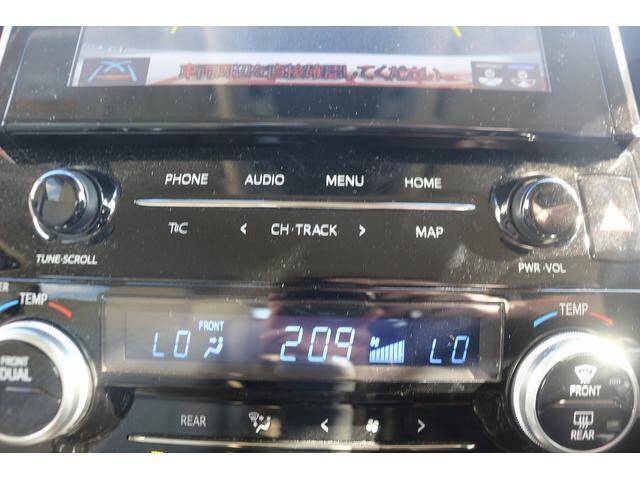 車両周辺を直接確認してください
PHONE AUDIO MENU HOME
T⁠C < CH·TRACK > MAP
TUNE·SCROLL PWR·VOL
TEMP TEMP
LO FRONT 209 LO
FRONT DUAL
FRONT
REAR
REAR < >